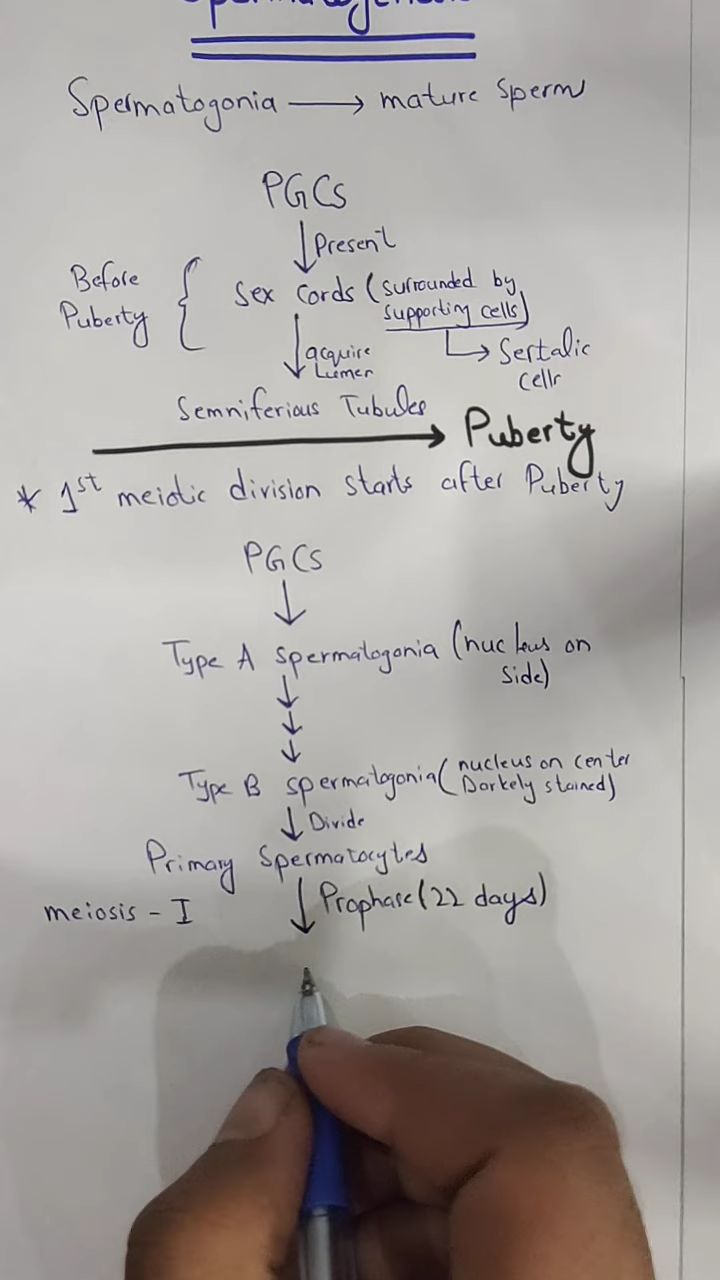 Spermatogenesis
Spermatogonia → mature sperm
PGCs
↓ Present
Before
Puberty { Sex Cords (surrounded by
supporting cells)
↓ acquire
Lumen
↳ Sertalic
cells
Semniferious Tubules
→ Puberty
* 1st meiotic division starts after Puberty
PGCs
↓
Type A spermatogonia (nucleus on
side)
↓
↓
↓
Type B spermatogonia (nucleus on center
Darkely stained)
↓ Divide
Primary Spermatocytes
meiosis - I ↓ Prophase (22 days)